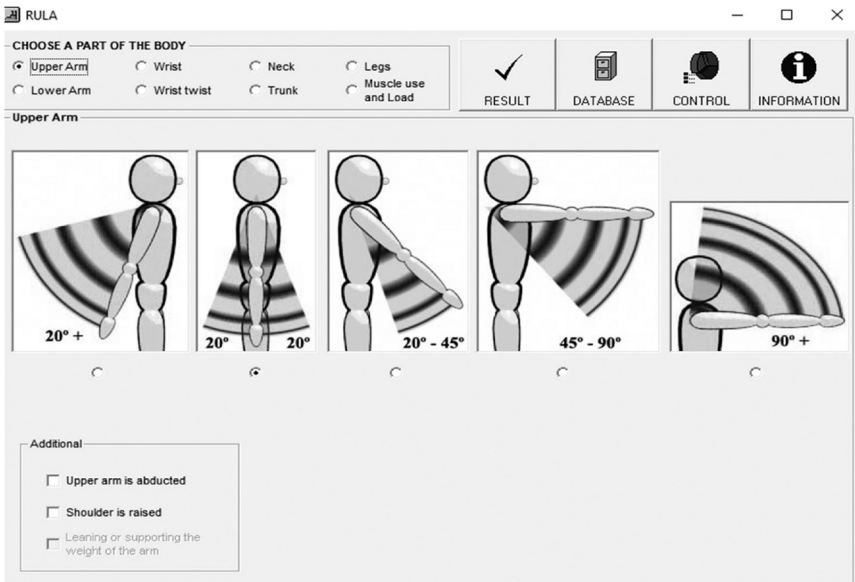 RULA
CHOOSE A PART OF THE BODY
Upper Arm
Wrist
Neck
Legs
Lower Arm
Wrist twist
Trunk
Muscle use
and Load
RESULT
DATABASE
CONTROL
INFORMATION
Upper Arm
20° +
20° 20°
20° - 45°
45° - 90°
90° +
Additional
Upper arm is abducted
Shoulder is raised
Leaning or supporting the
weight of the arm